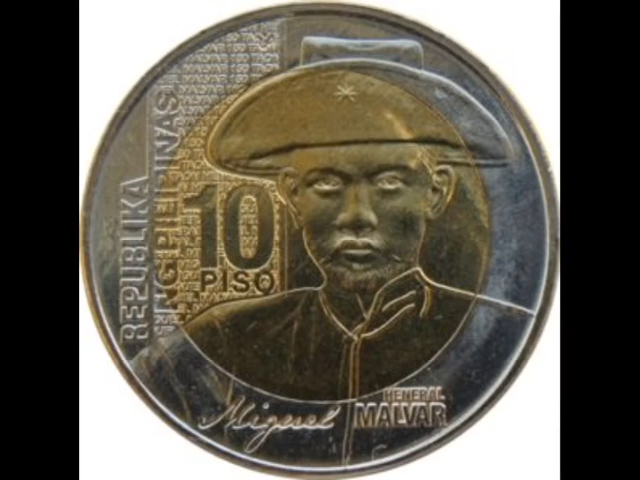 REPUBLIKA
NG PILIPINAS
10
PISO
HENERAL
Miguel MALVAR